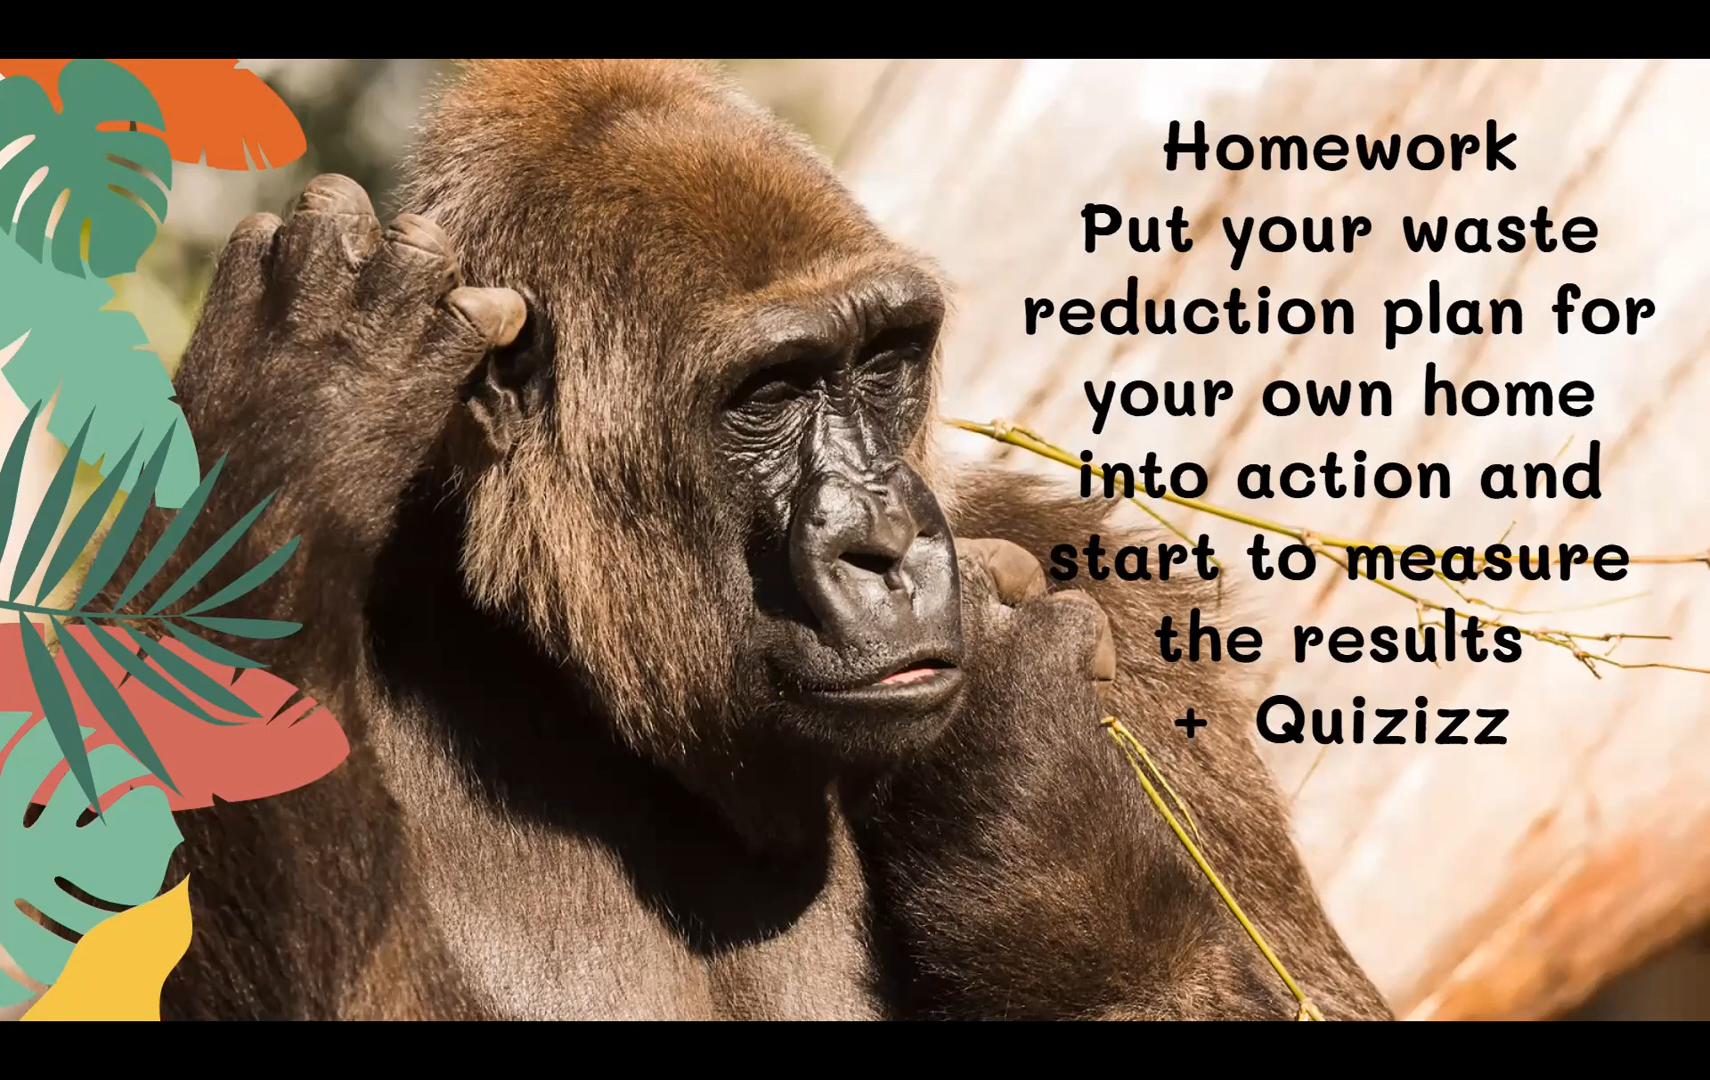 Homework
Put your waste
reduction plan for
your own home
into action and
start to measure
the results
+ Quizizz